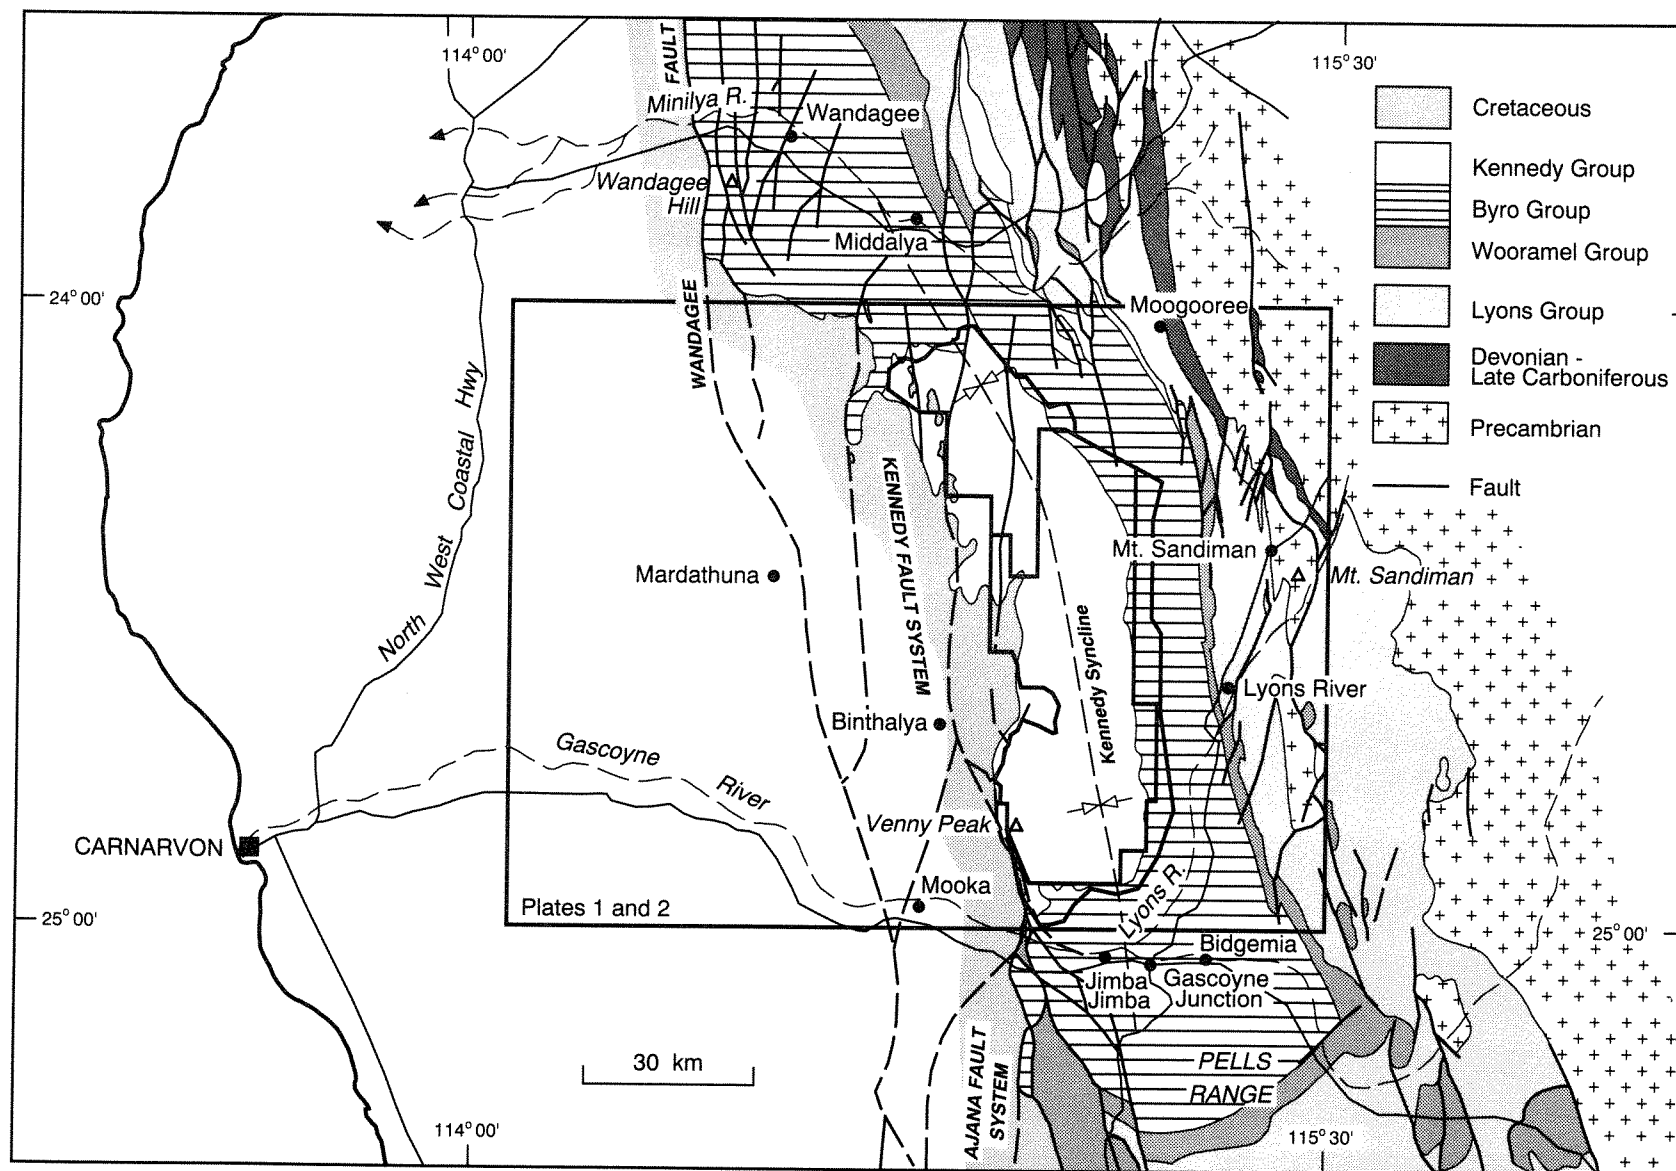 114°00'
115°30'
FAULT
Minilya R.
Wandagee
Wandagee
Hill
Middalya
Cretaceous
Kennedy Group
Byro Group
Wooramel Group
Lyons Group
Devonian -
Late Carboniferous
Precambrian
Fault
24°00'
WANDAGEE
Moogooree
North West Coastal Hwy
KENNEDY FAULT SYSTEM
Mt. Sandiman
Mt. Sandiman
Mardathuna
Kennedy Syncline
Lyons River
Binthalya
Gascoyne River
Venny Peak
CARNARVON
Mooka
Lyons R.
Plates 1 and 2
25°00'
25°00'
Bidgemia
Jimba
Jimba
Gascoyne
Junction
30 km
AJANA FAULT
SYSTEM
PELLS
RANGE
114°00'
115°30'